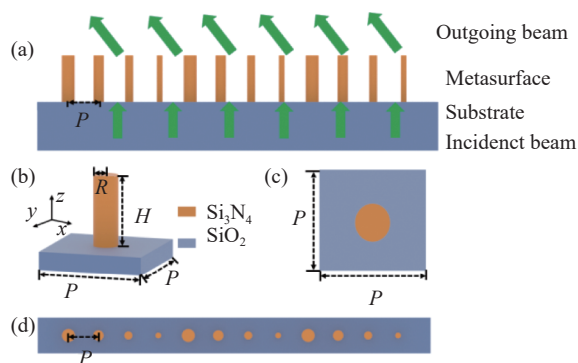 (a)
Outgoing beam
Metasurface
P
Substrate
Incidenct beam
(b)
R
z
y
x
H
P
P
Si₃N₄
SiO₂
(c)
P
P
(d)
P